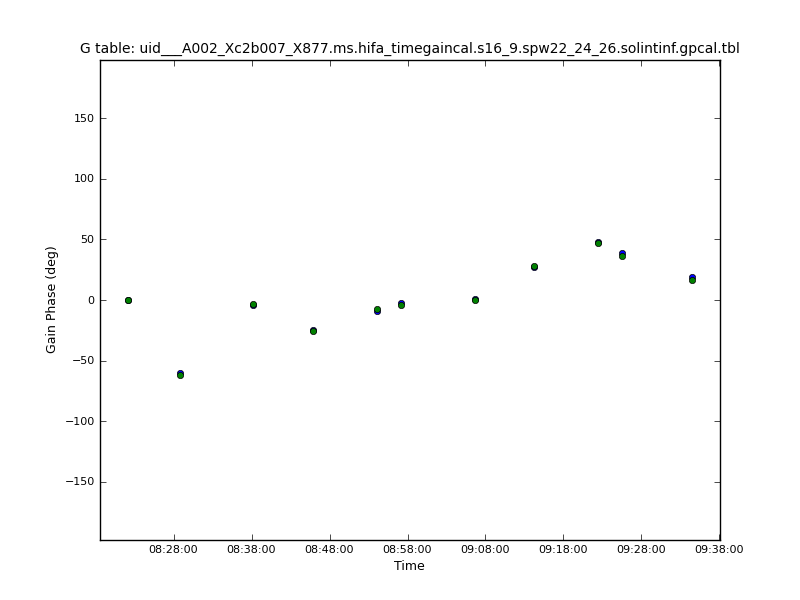 G table: uid___A002_Xc2b007_X877.ms.hifa_timegaincal.s16_9.spw22_24_26.solintinf.gpcal.tbl
150
100
50
0
−50
−100
−150
Gain Phase (deg)
08:28:00 08:38:00 08:48:00 08:58:00 09:08:00 09:18:00 09:28:00 09:38:00
Time